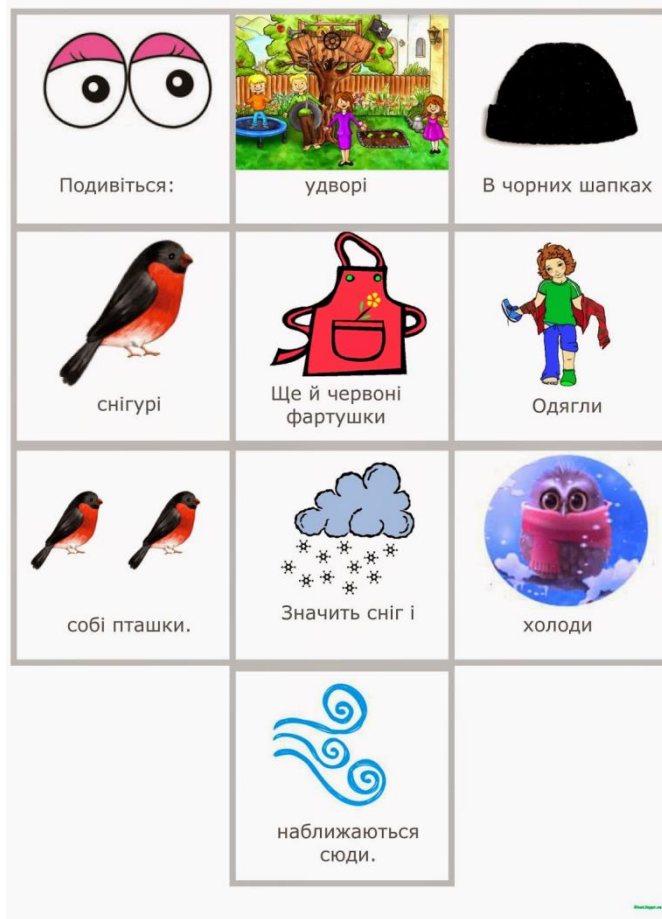 Подивіться:
удворі
В чорних шапках
снігурі
Ще й червоні
фартушки
Одягли
собі пташки.
Значить сніг і
холоди
наближаються
сюди.